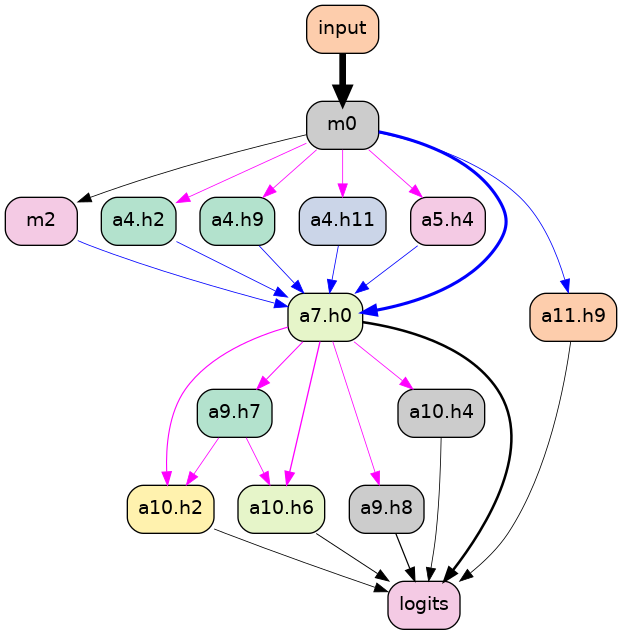 input
m0
m2 a4.h2 a4.h9 a4.h11 a5.h4
a7.h0 a11.h9
a9.h7 a10.h4
a10.h2 a10.h6 a9.h8
logits